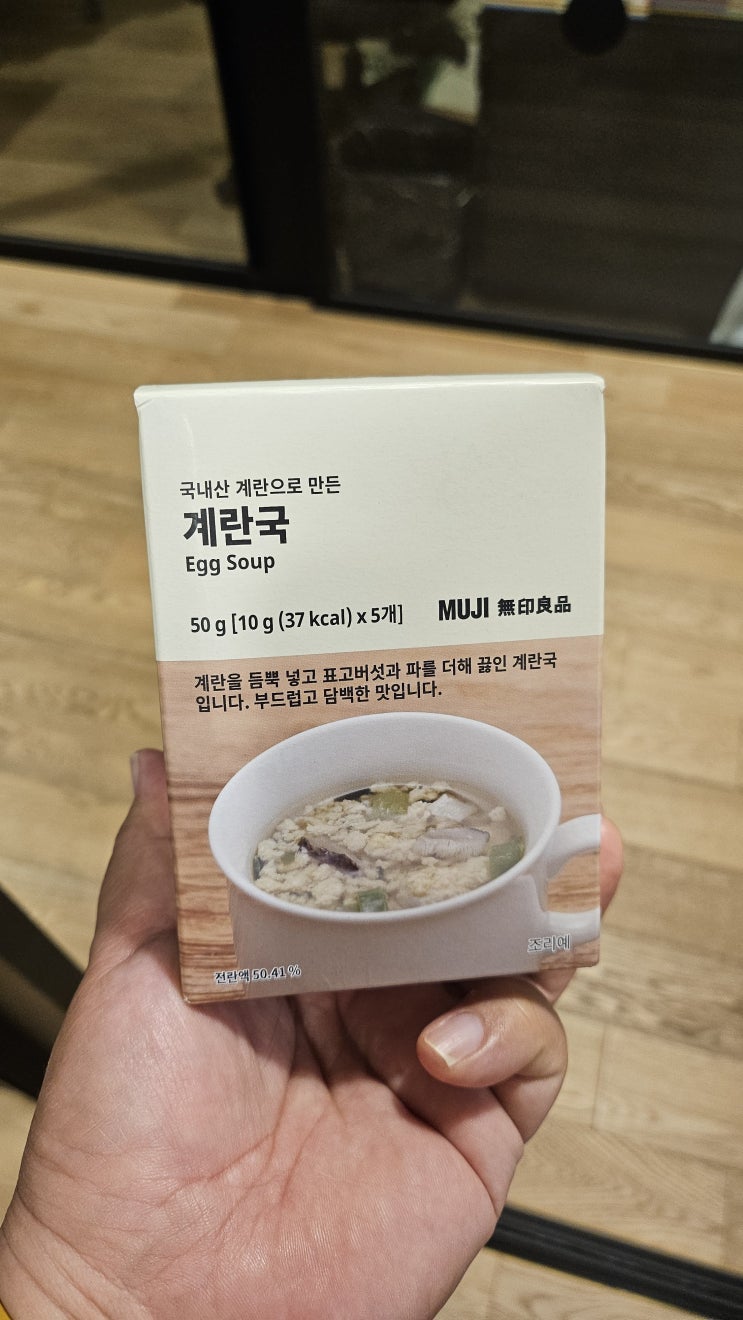 국내산 계란으로 만든
계란국
Egg Soup
50 g [10 g (37 kcal) x 5개]
MUJI 無印良品
계란을 듬뿍 넣고 표고버섯과 파를 더해 끓인 계란국
입니다. 부드럽고 담백한 맛입니다.
조리예
전란액 50.41 %